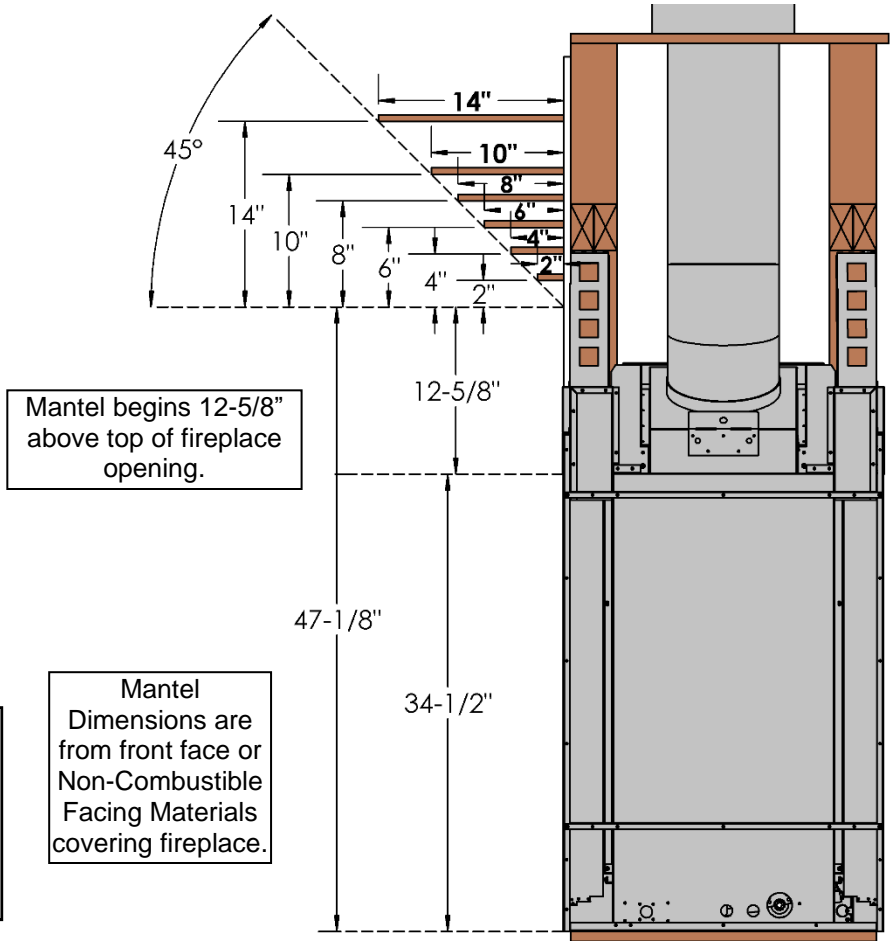 14"
45°
10"
8"
14"
6"
10"
4"
8"
2"
6"
4"
2"
12-5/8"
Mantel begins 12-5/8”
above top of fireplace
opening.
47-1/8"
34-1/2"
Mantel
Dimensions are
from front face or
Non-Combustible
Facing Materials
covering fireplace.